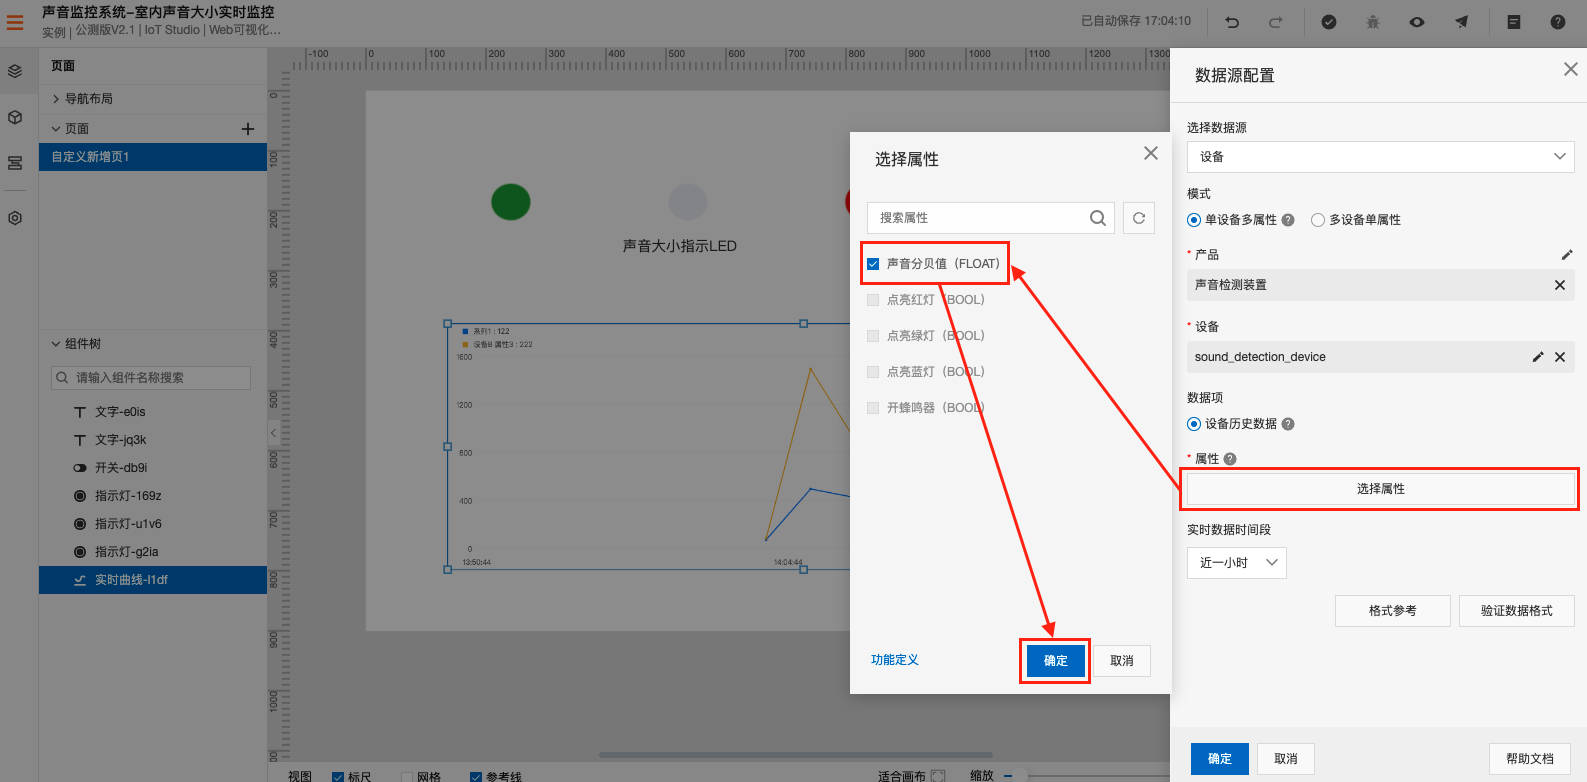 声音监控系统-室内声音大小实时监控
实例 | 公测版V2.1 | IoT Studio | Web可视化...
已自动保存 17:04:10
页面
导航布局
页面
自定义新增页1
组件树
请输入组件名称搜索
文字-e0is
文字-jq3k
开关-db9i
指示灯-169z
指示灯-u1v6
指示灯-g2ia
实时曲线-l1df
-100
0
100
200
300
400
500
600
700
800
900
1000
1100
1200
1300
0
100
200
300
400
500
600
700
800
900
1000
声音大小指示LED
系列1 : 122
设备B 属性3 : 222
1600
1200
800
400
0
13:50:44
14:04:44
视图
标尺
网格
参考线
适合画布
缩放
选择属性
搜索属性
声音分贝值（FLOAT）
点亮红灯（BOOL）
点亮绿灯（BOOL）
点亮蓝灯（BOOL）
开蜂鸣器（BOOL）
功能定义
确定
取消
数据源配置
选择数据源
设备
模式
单设备多属性
多设备单属性
* 产品
声音检测装置
* 设备
sound_detection_device
数据项
设备历史数据
* 属性
选择属性
实时数据时间段
近一小时
格式参考
验证数据格式
确定
取消
帮助文档